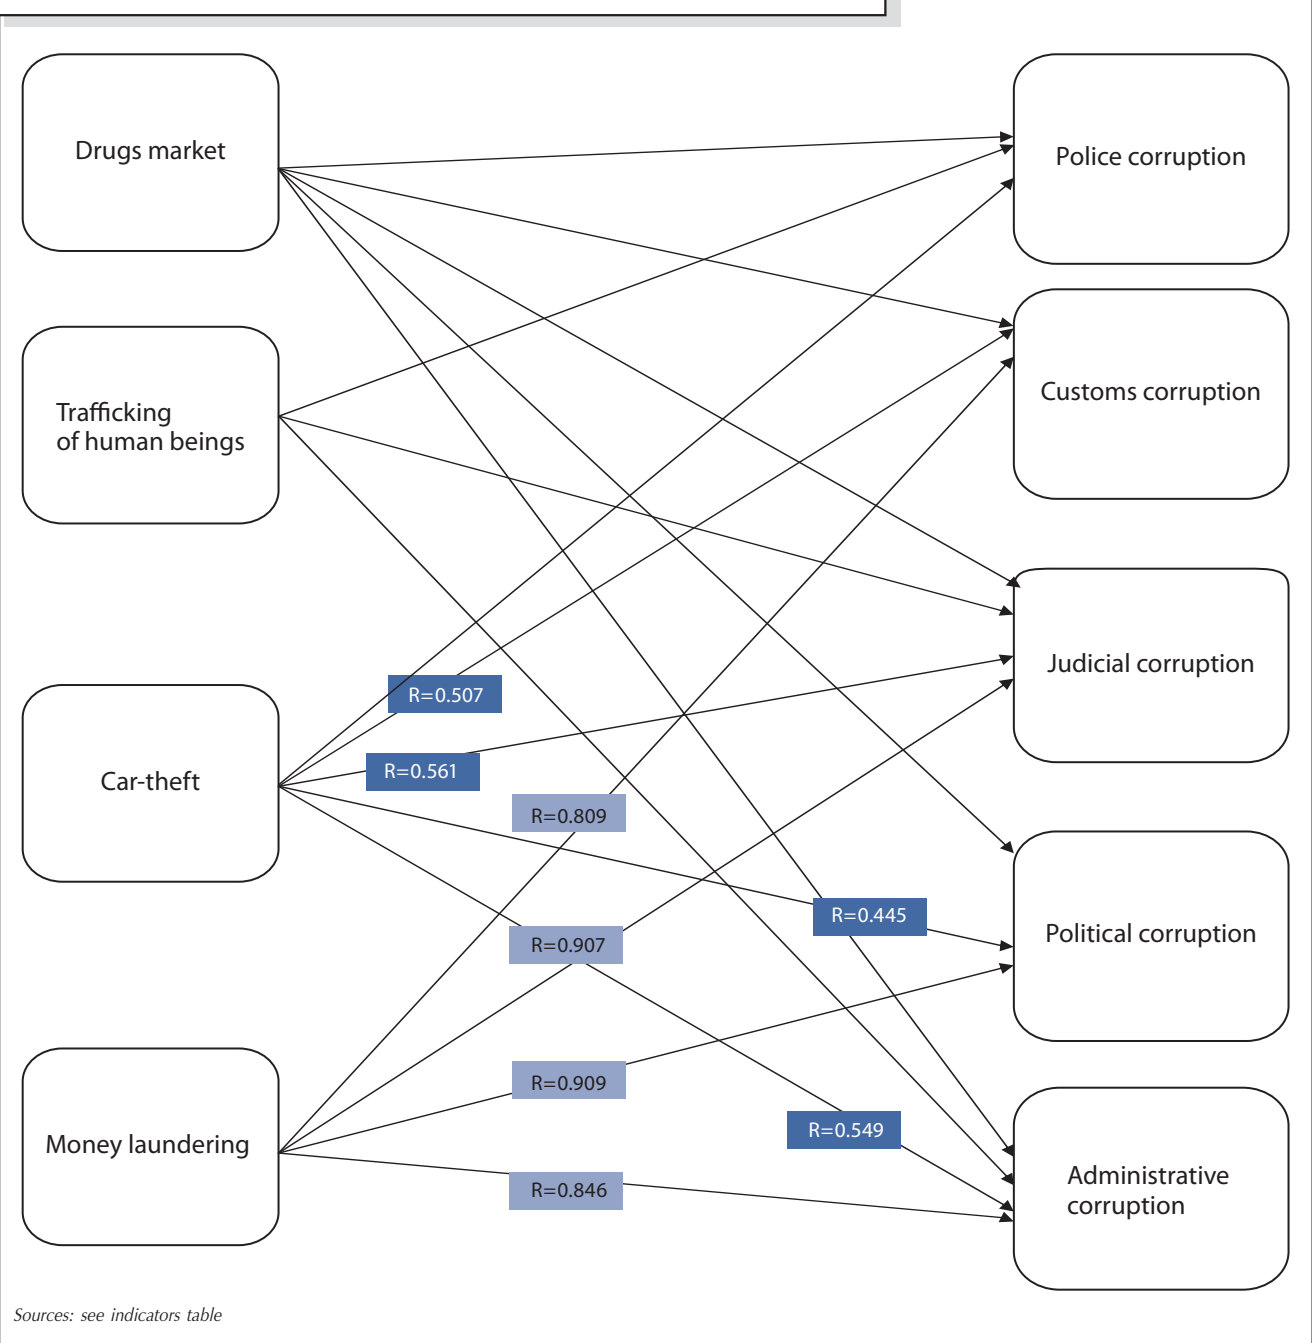 Drugs market
Police corruption
Trafficking
of human beings
Customs corruption
Judicial corruption
R=0.507
R=0.561
Car-theft
R=0.809
R=0.445
R=0.907
Political corruption
R=0.909
R=0.549
Money laundering
R=0.846
Administrative
corruption
Sources: see indicators table